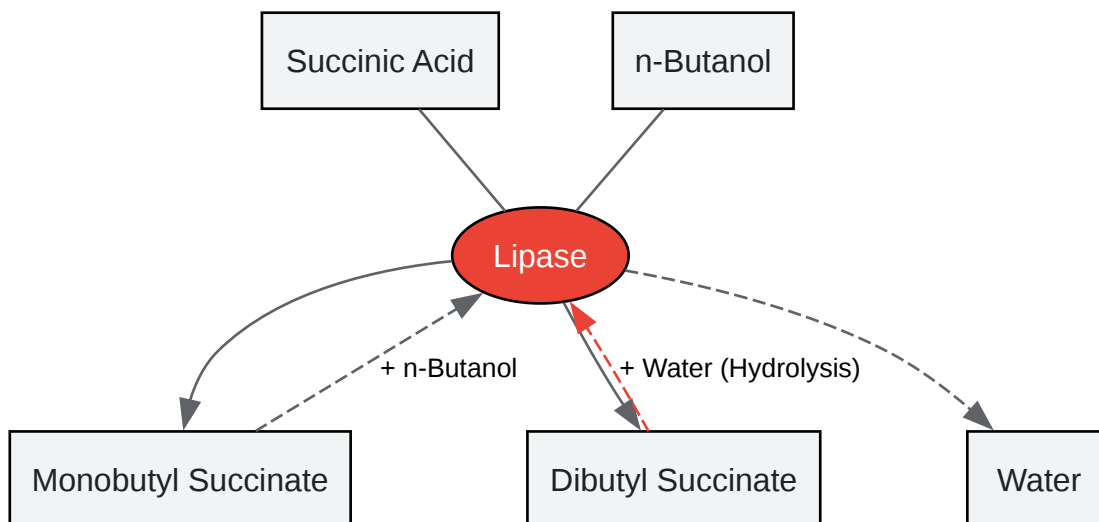 Succinic Acid
n-Butanol
Lipase
+ n-Butanol
+ Water (Hydrolysis)
Monobutyl Succinate
Dibutyl Succinate
Water